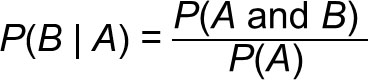 P(B | A) = P(A and B) / P(A)